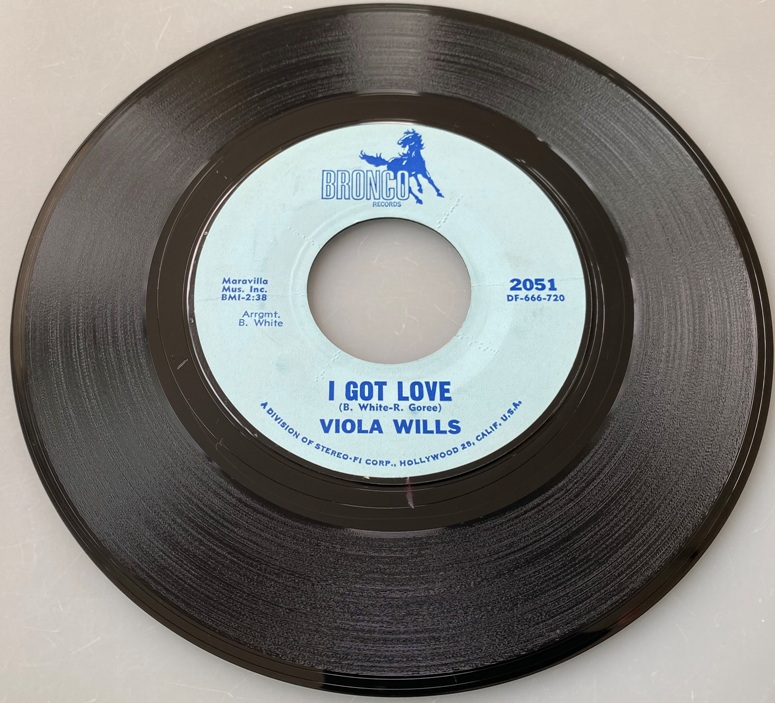 BRONCO
RECORDS
Maravilla
Mus. Inc.
BMI-2:38
Arrgmt.
B. White
2051
DF-666-720
I GOT LOVE
(B. White-R. Goree)
VIOLA WILLS
A DIVISION OF STEREO-FI CORP., HOLLYWOOD 28, CALIF. U.S.A.